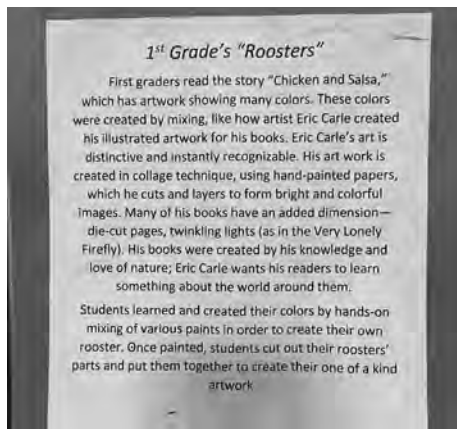 1st Grade's "Roosters"
First graders read the story "Chicken and Salsa,"
which has artwork showing many colors. These colors
were created by mixing, like how artist Eric Carle created
his illustrated artwork for his books. Eric Carle's art is
distinctive and instantly recognizable. His art work is
created in collage technique, using hand-painted papers,
which he cuts and layers to form bright and colorful
images. Many of his books have an added dimension—
die-cut pages, twinkling lights (as in the Very Lonely
Firefly). His books were created by his knowledge and
love of nature; Eric Carle wants his readers to learn
something about the world around them.
Students learned and created their colors by hands-on
mixing of various paints in order to create their own
rooster. Once painted, students cut out their roosters'
parts and put them together to create their one of a kind
artwork